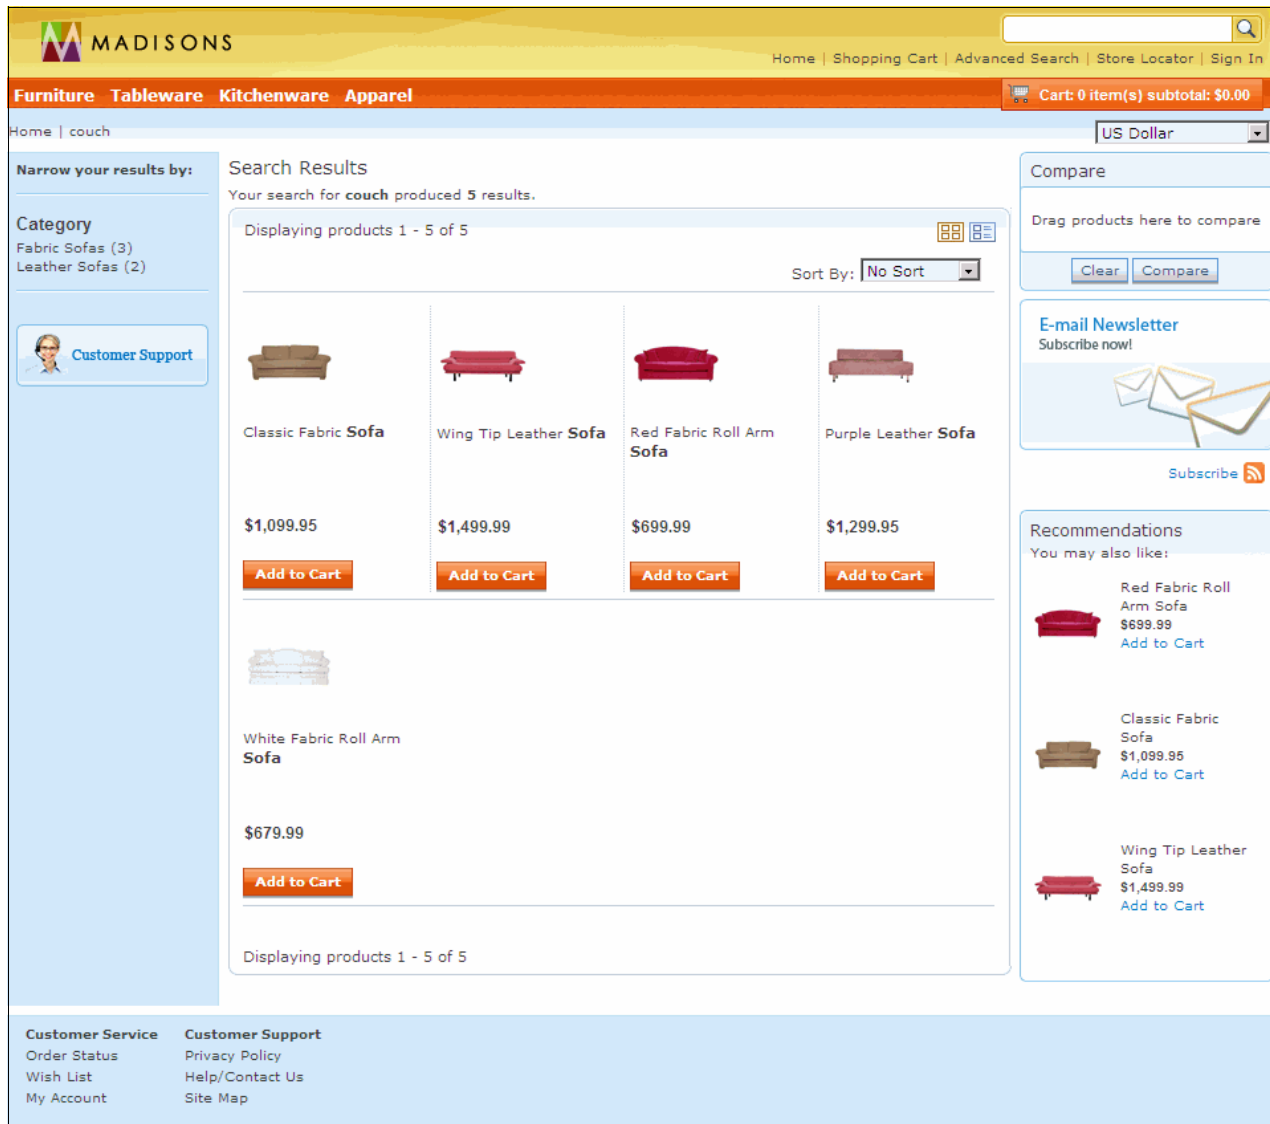 MADISONS
Home | Shopping Cart | Advanced Search | Store Locator | Sign In
Furniture Tableware Kitchenware Apparel
Cart: 0 item(s) subtotal: $0.00
Home | couch
US Dollar
Narrow your results by:
Category
Fabric Sofas (3)
Leather Sofas (2)
Customer Support
Search Results
Your search for couch produced 5 results.
Displaying products 1 - 5 of 5
Sort By: No Sort
Classic Fabric Sofa
$1,099.95
Add to Cart
Wing Tip Leather Sofa
$1,499.99
Add to Cart
Red Fabric Roll Arm
Sofa
$699.99
Add to Cart
Purple Leather Sofa
$1,299.95
Add to Cart
White Fabric Roll Arm
Sofa
$679.99
Add to Cart
Displaying products 1 - 5 of 5
Compare
Drag products here to compare
Clear Compare
E-mail Newsletter
Subscribe now!
Subscribe
Recommendations
You may also like:
Red Fabric Roll
Arm Sofa
$699.99
Add to Cart
Classic Fabric
Sofa
$1,099.95
Add to Cart
Wing Tip Leather
Sofa
$1,499.99
Add to Cart
Customer Service
Order Status
Wish List
My Account
Customer Support
Privacy Policy
Help/Contact Us
Site Map